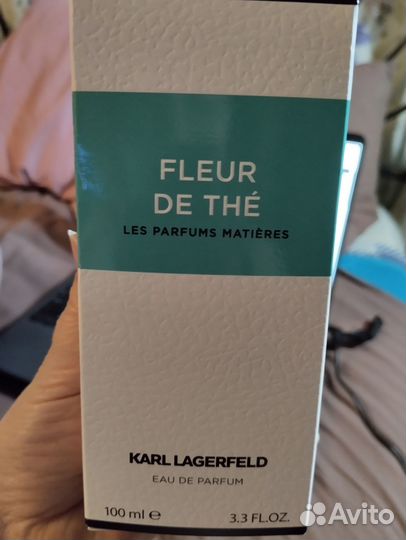 FLEUR
DE THÉ
LES PARFUMS MATIÈRES
KARL LAGERFELD
EAU DE PARFUM
100 ml ℮ 3.3 FL.OZ.
Avito